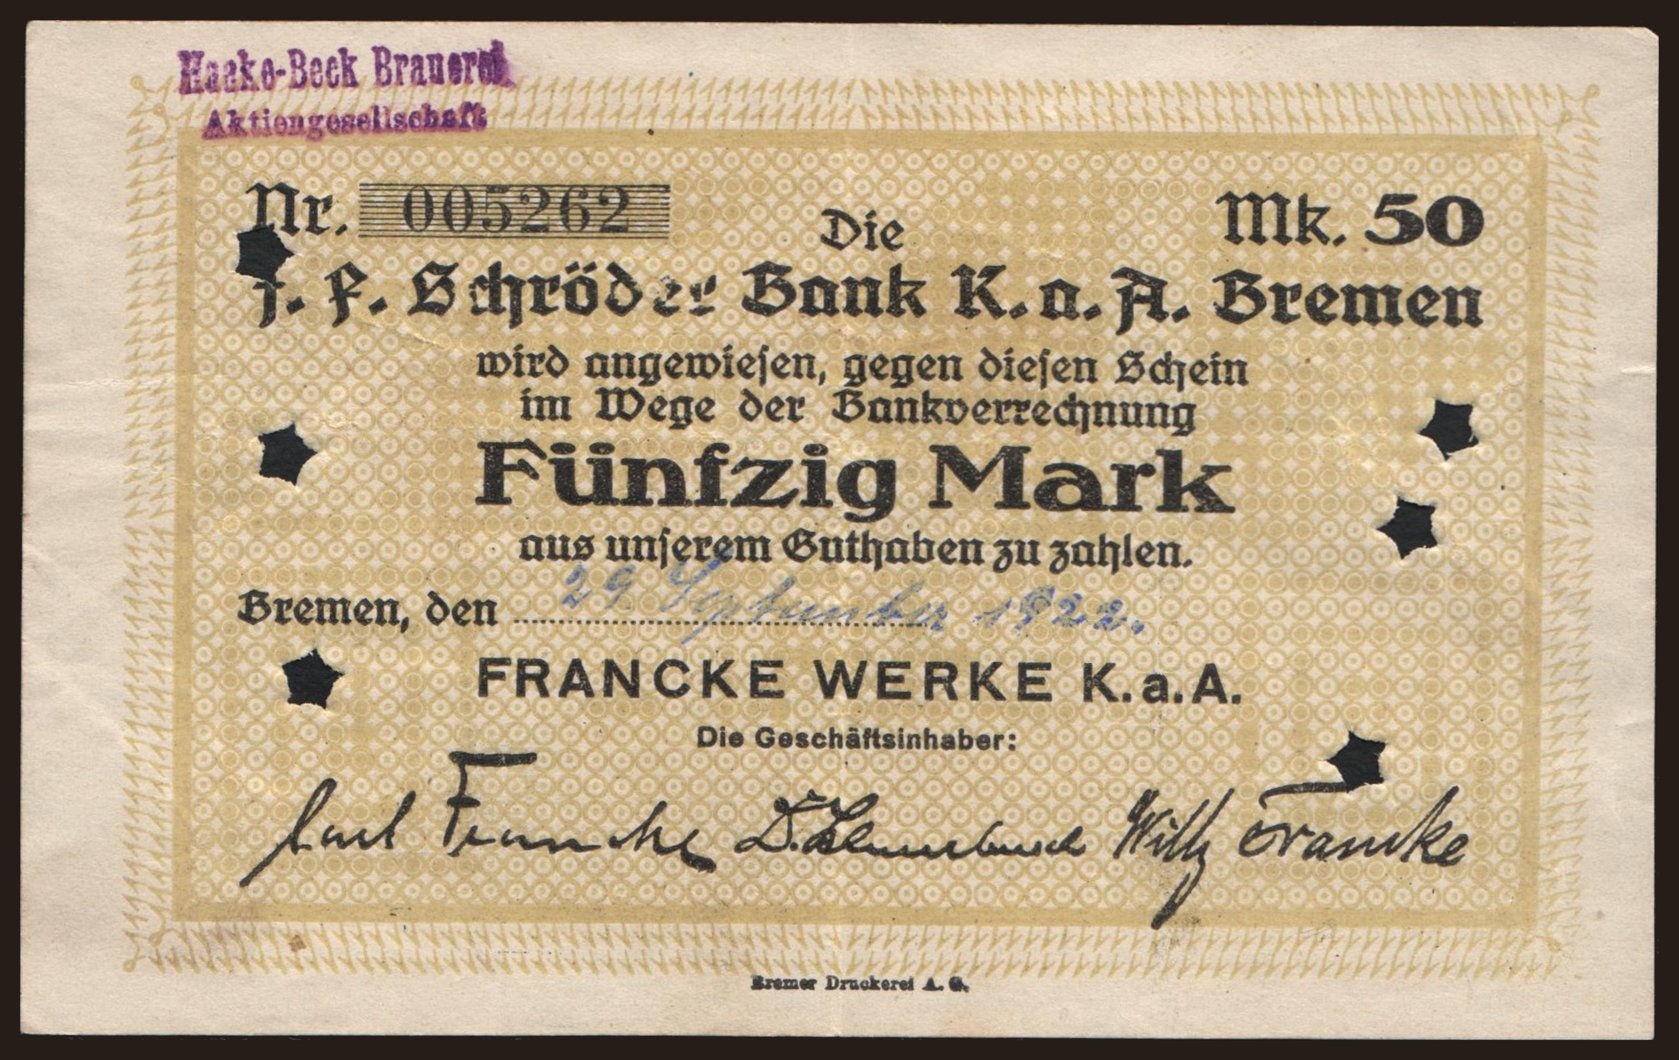 Haake-Beck Brauerei
Aktiengesellschaft
Nr. 005262
Mk. 50
Die
J. F. Schröder Bank K. a. A. Bremen
wird angewiesen, gegen diesen Schein
im Wege der Bankverrechnung
Fünfzig Mark
aus unserem Guthaben zu zahlen.
Bremen, den 29. September 1922.
FRANCKE WERKE K. a. A.
Die Geschäftsinhaber:
Carl Francke Willy Francke
Bremer Druckerei A. G.